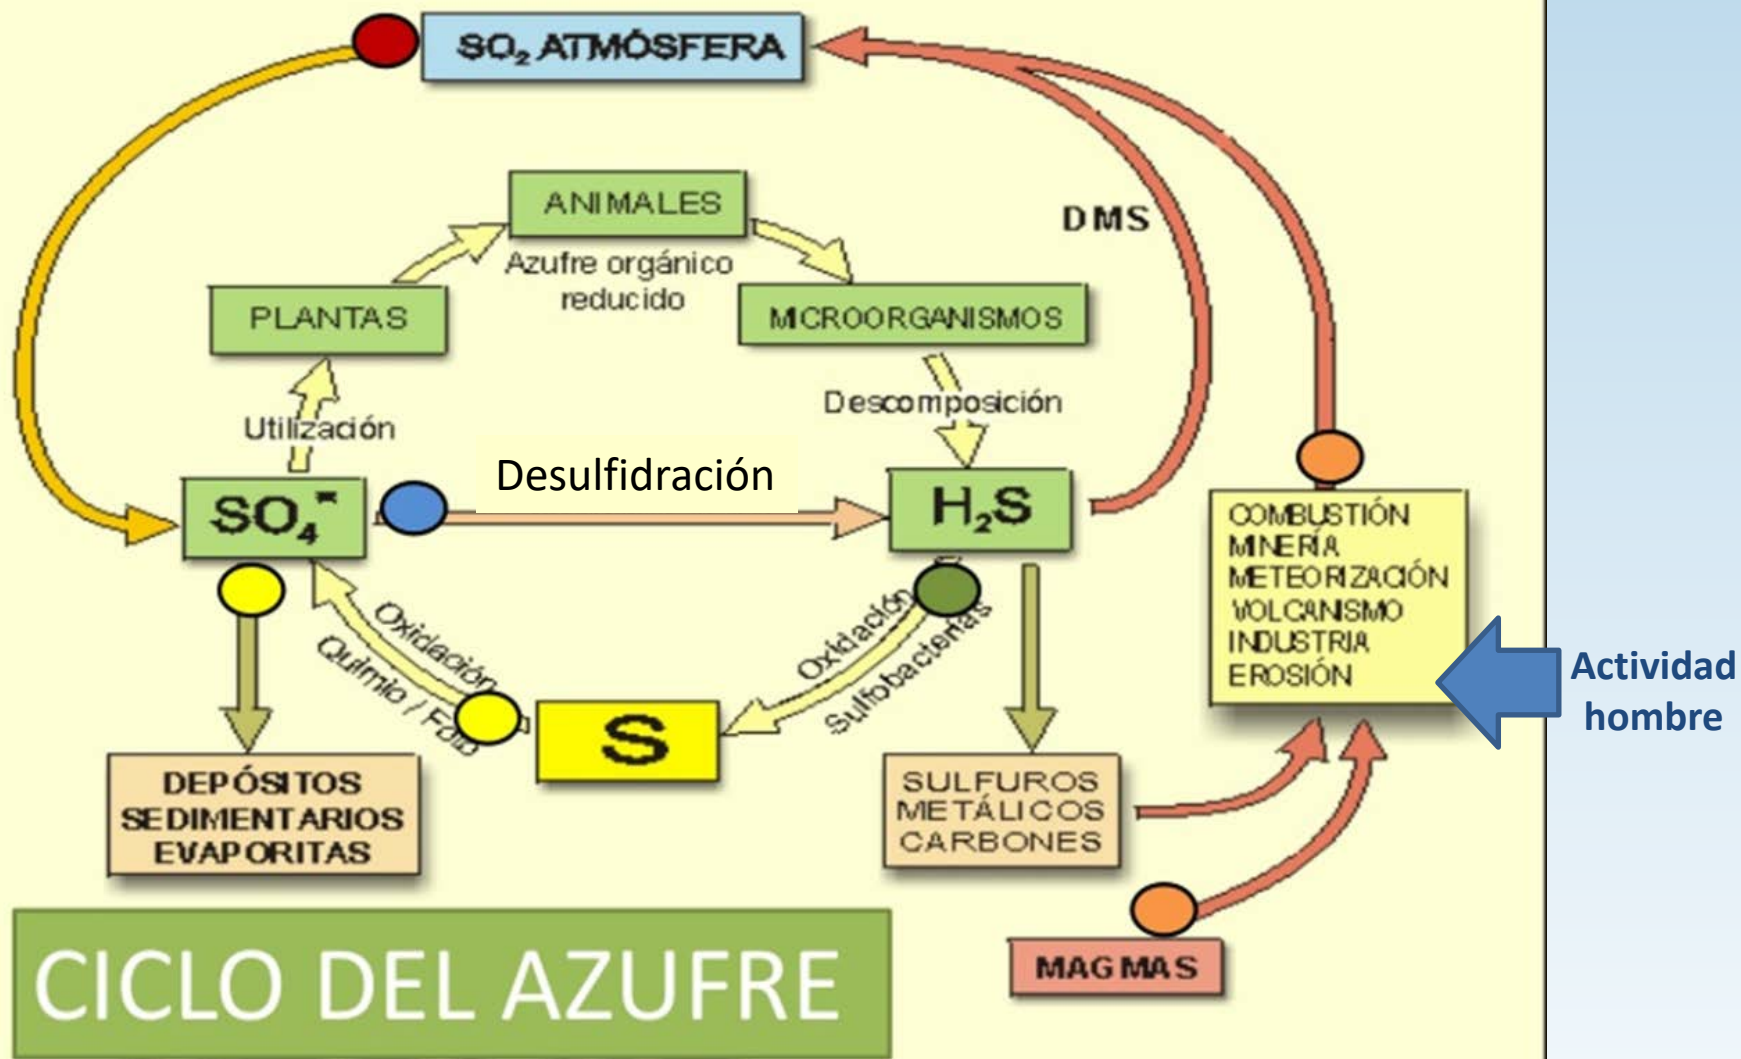 SO₂ ATMÓSFERA
ANIMALES
DMS
Azufre orgánico
reducido
PLANTAS
MICROORGANISMOS
Descomposición
Utilización
Desulfidración
SO₄⁼
H₂S
COMBUSTIÓN
MINERÍA
METEORIZACIÓN
VOLCANISMO
INDUSTRIA
EROSIÓN
Actividad
hombre
Oxidación
Quimio / Foto
Oxidación
Sulfobacterias
S
DEPÓSITOS
SEDIMENTARIOS
EVAPORITAS
SULFUROS
METÁLICOS
CARBONES
MAGMAS
CICLO DEL AZUFRE